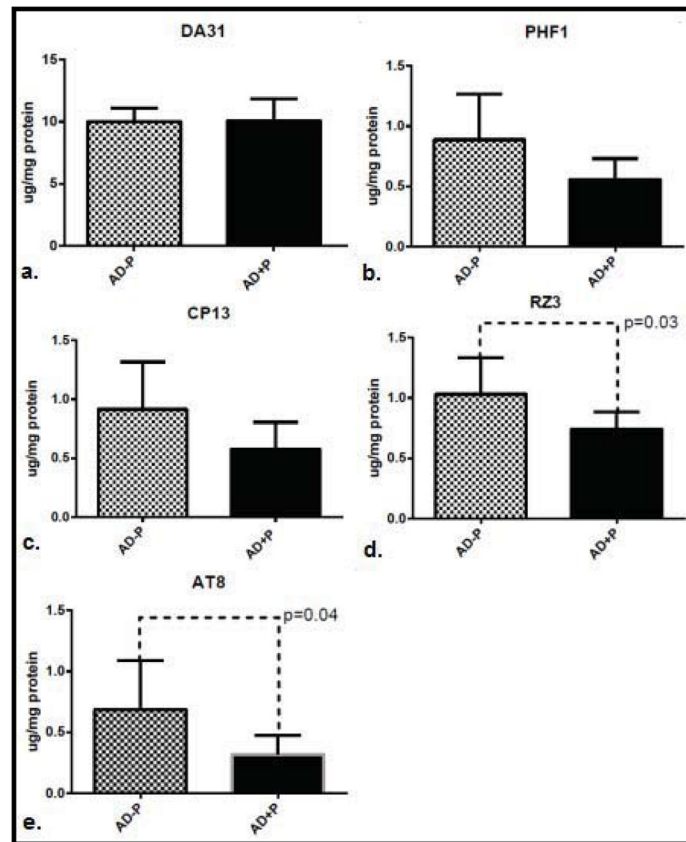 DA31
15
10
5
0
ug/mg protein
AD-P
AD+P
a.
PHF1
1.5
1.0
0.5
0.0
ug/mg protein
AD-P
AD+P
b.
CP13
1.5
1.0
0.5
0.0
ug/mg protein
AD-P
AD+P
c.
RZ3
p=0.03
1.5
1.0
0.5
0.0
ug/mg protein
AD-P
AD+P
d.
AT8
p=0.04
1.5
1.0
0.5
0.0
ug/mg protein
AD-P
AD+P
e.